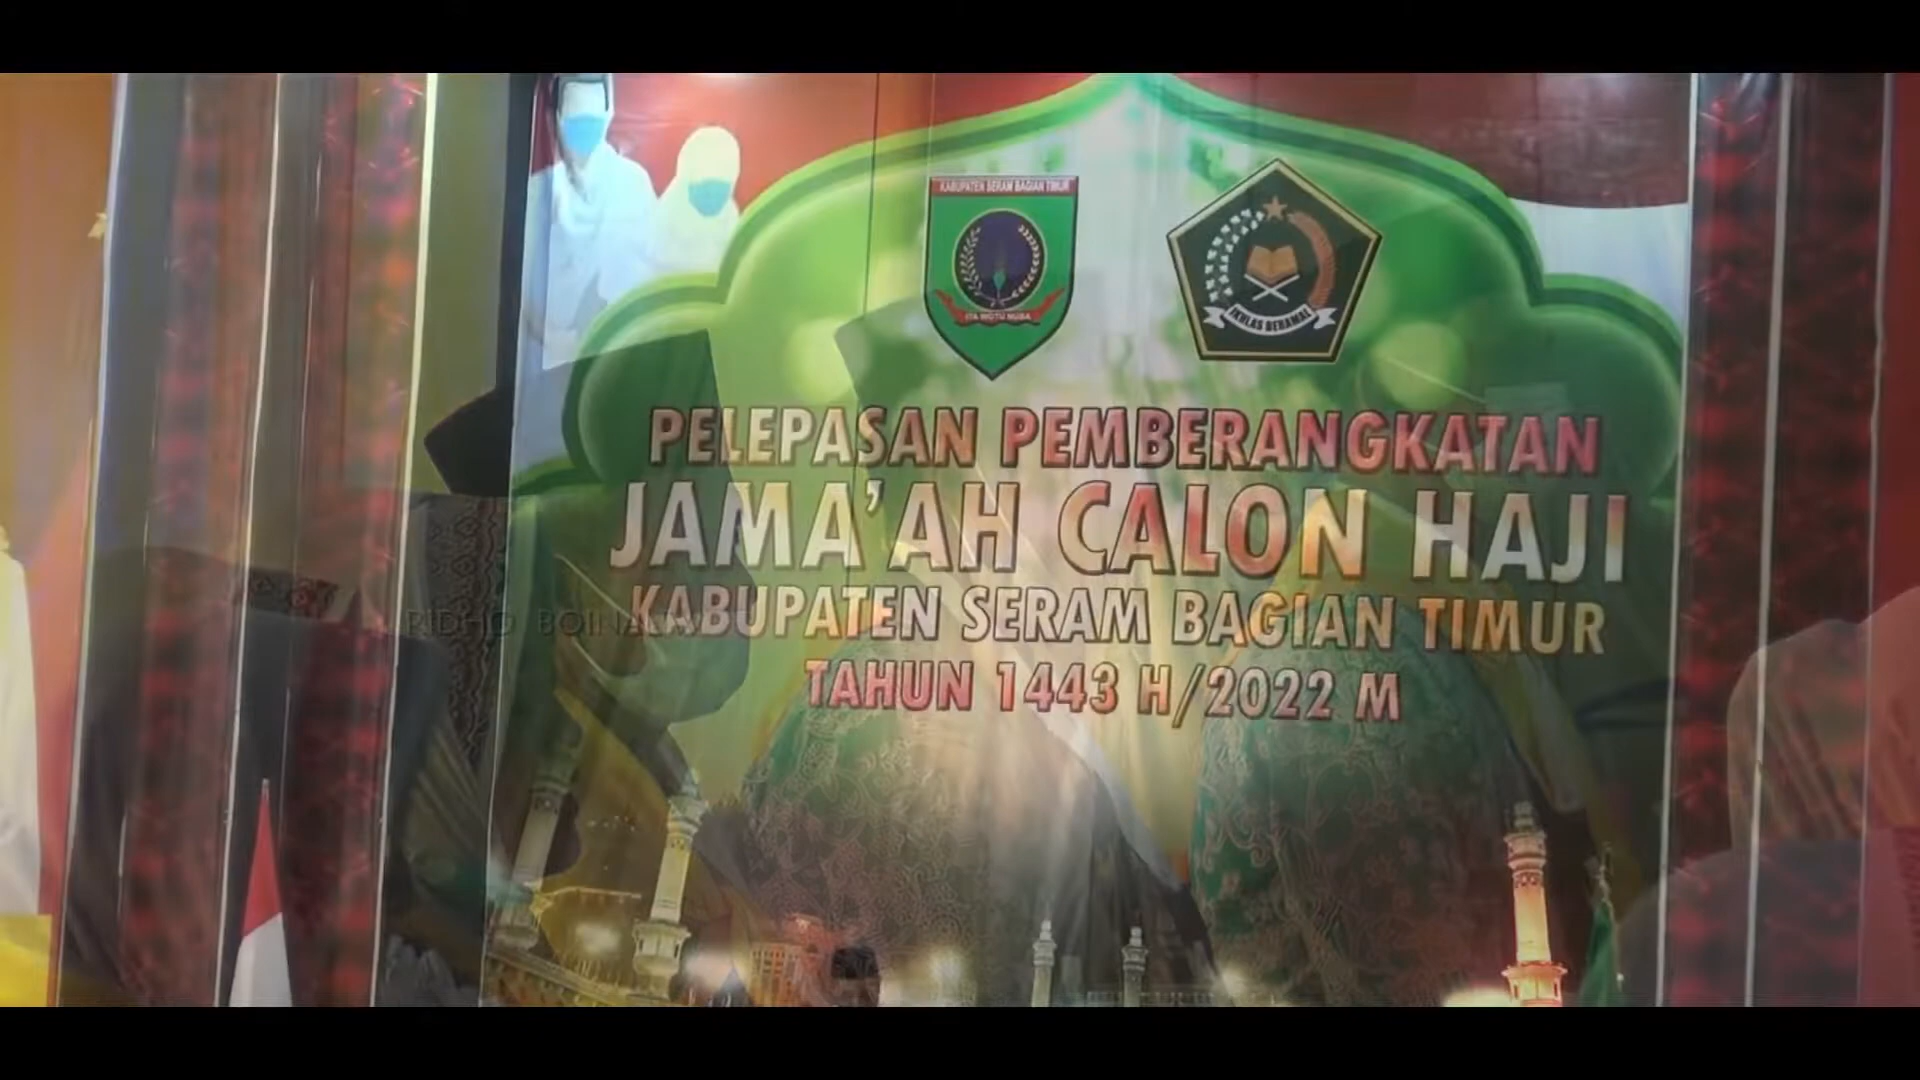 KABUPATEN SERAM BAGIAN TIMUR
ITA WOTU NUSA
IKHLAS BERAMAL
PELEPASAN PEMBERANGKATAN
JAMA'AH CALON HAJI
KABUPATEN SERAM BAGIAN TIMUR
TAHUN 1443 H/2022 M
RIDHO